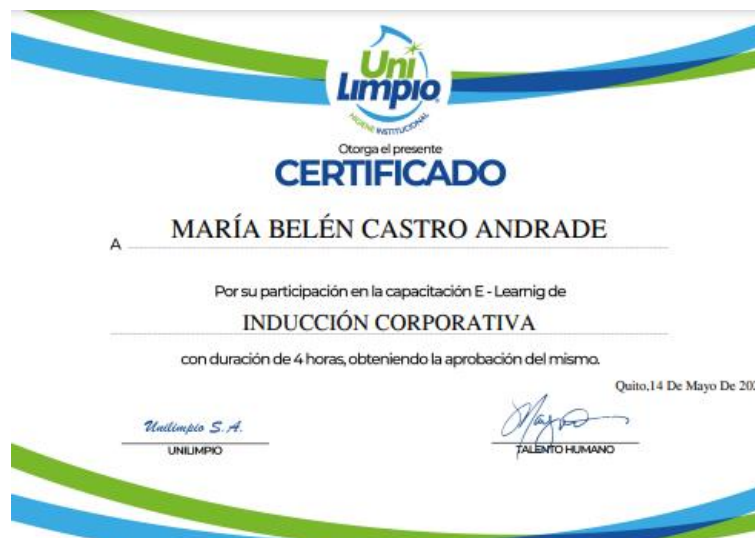 Uni
Limpio
HIGIENE INSTITUCIONAL
Otorga el presente
CERTIFICADO
A MARÍA BELÉN CASTRO ANDRADE
Por su participación en la capacitación E - Learnig de
INDUCCIÓN CORPORATIVA
con duración de 4 horas, obteniendo la aprobación del mismo.
Quito,14 De Mayo De 202
Unilimpio S.A.
UNILIMPIO
TALENTO HUMANO